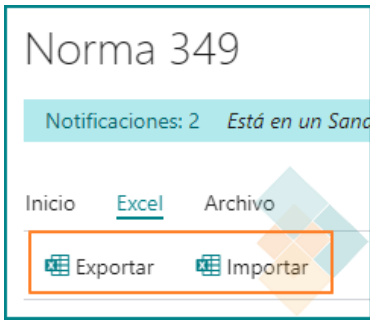 Norma 349
Notificaciones: 2 Está en un Sand
Inicio Excel Archivo
Exportar Importar